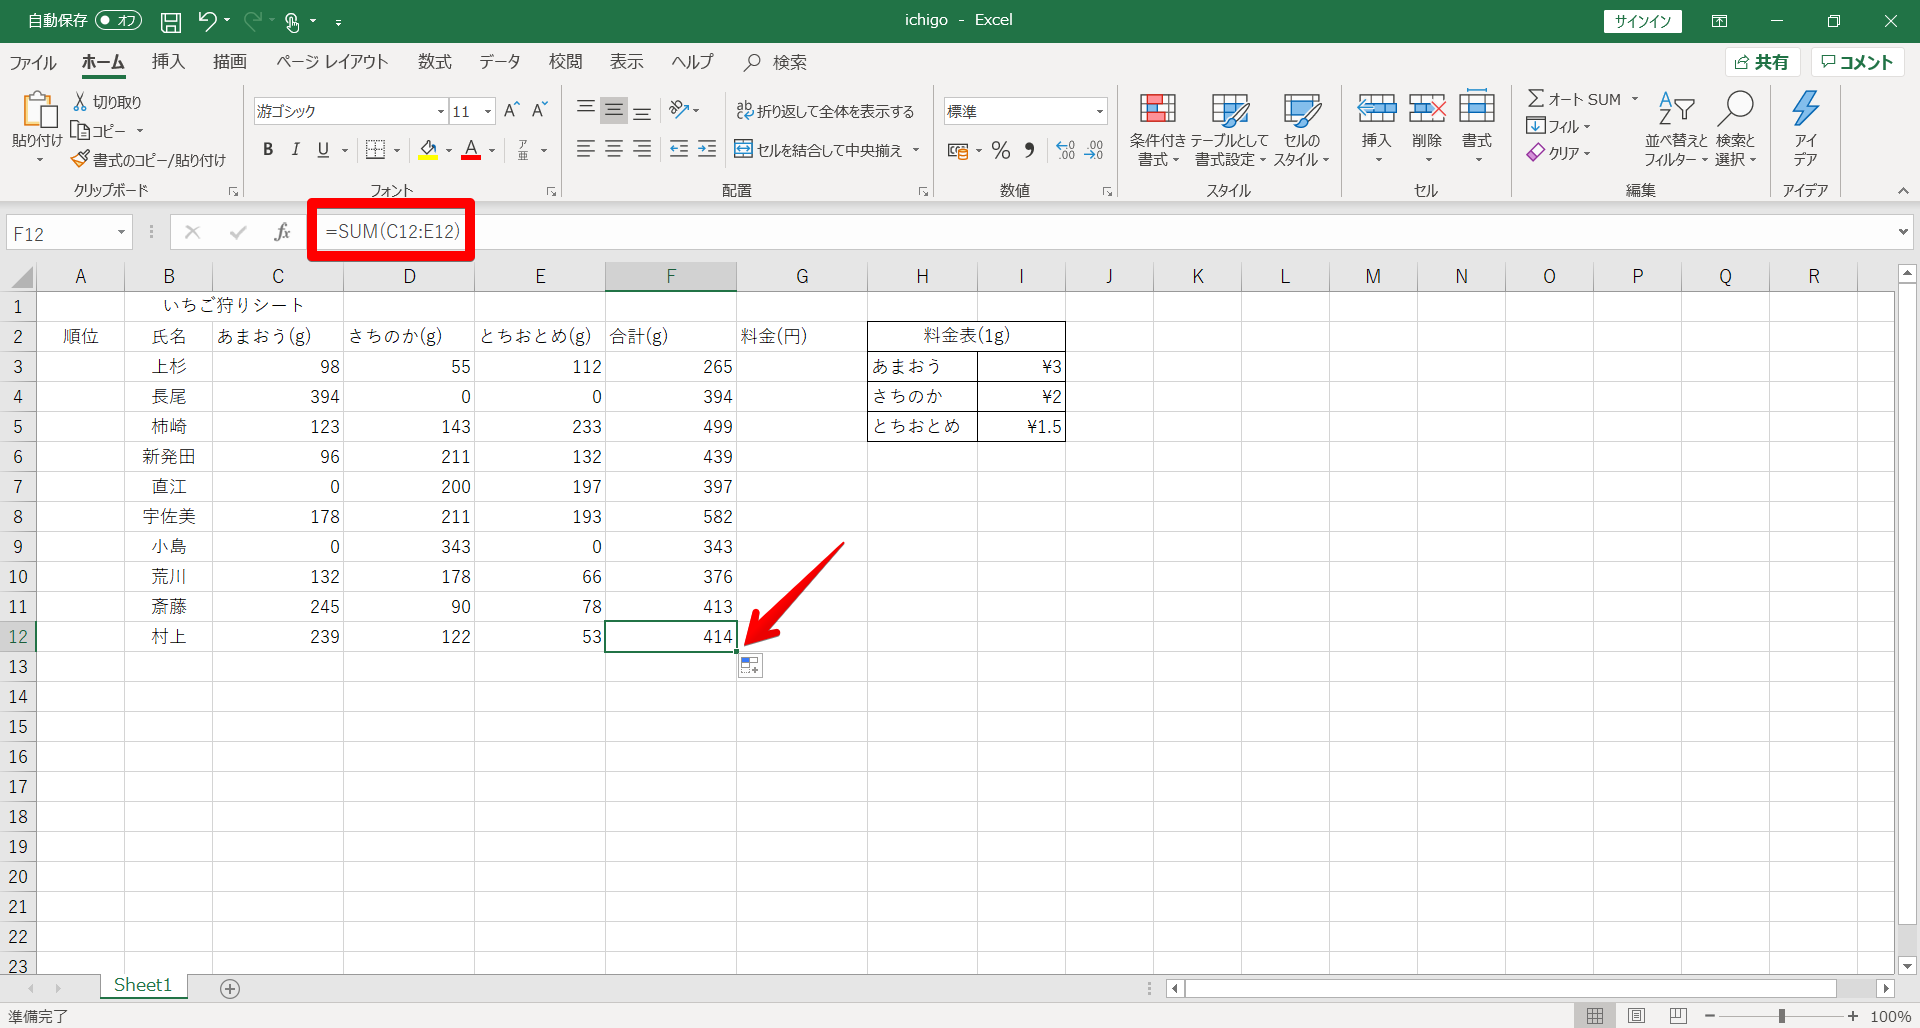 自動保存 オフ ichigo - Excel サインイン
ファイル ホーム 挿入 描画 ページ レイアウト 数式 データ 校閲 表示 ヘルプ 検索 共有 コメント
貼り付け 切り取り コピー 書式のコピー/貼り付け クリップボード
游ゴシック 11 A A B I U A ア亜 フォント
折り返して全体を表示する セルを結合して中央揃え 配置
標準 % 数値
条件付き書式 テーブルとして書式設定 セルのスタイル スタイル
挿入 削除 書式 セル
オート SUM フィル クリア 並べ替えとフィルター 検索と選択 編集
アイデア アイデア
F12 fx =SUM(C12:E12)
A B C D E F G H I J K L M N O P Q R
1 いちご狩りシート
2 順位 氏名 あまおう(g) さちのか(g) とちおとめ(g) 合計(g) 料金(円) 料金表(1g)
3 上杉 98 55 112 265 あまおう ¥3
4 長尾 394 0 0 394 さちのか ¥2
5 柿崎 123 143 233 499 とちおとめ ¥1.5
6 新発田 96 211 132 439
7 直江 0 200 197 397
8 宇佐美 178 211 193 582
9 小島 0 343 0 343
10 荒川 132 178 66 376
11 斎藤 245 90 78 413
12 村上 239 122 53 414
13
14
15
16
17
18
19
20
21
22
23
Sheet1
準備完了 100%